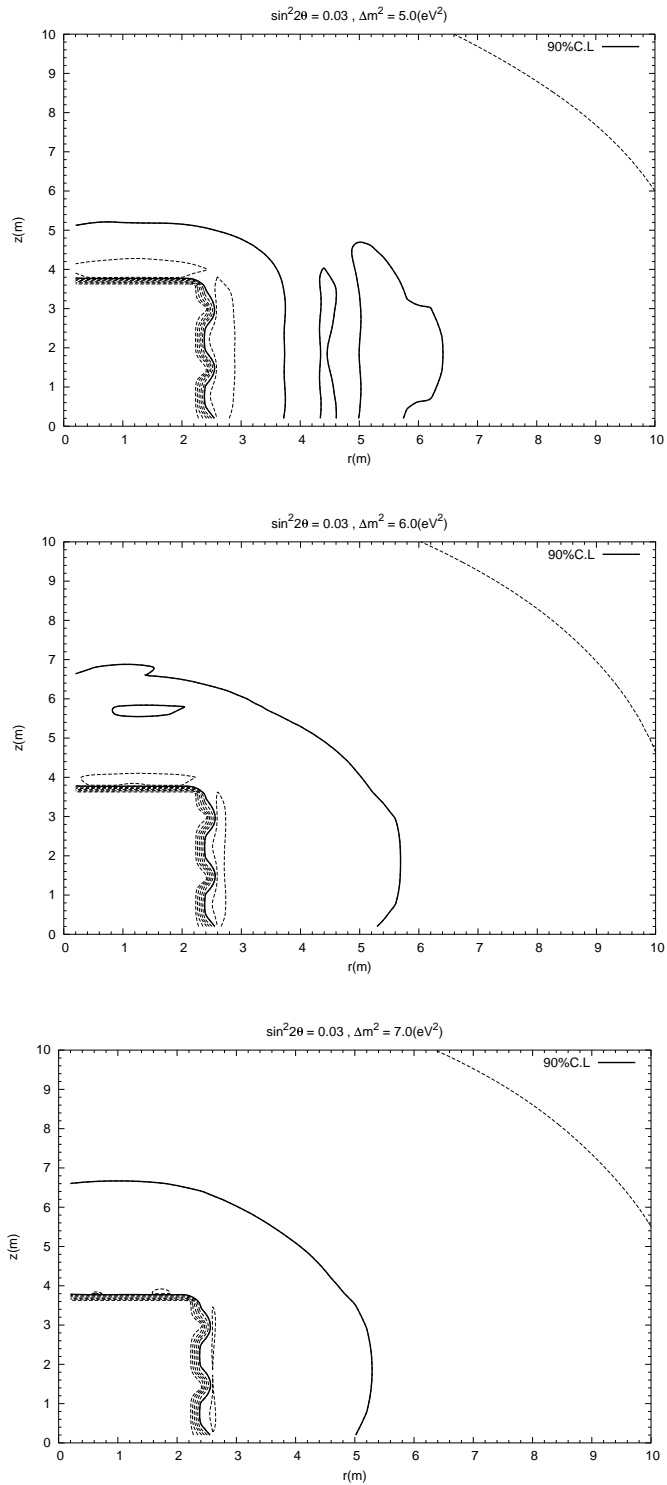 sin²2θ = 0.03 , Δm² = 5.0(eV²)
90%C.L
10
9
8
7
6
5
4
3
2
1
0
z(m)
0 1 2 3 4 5 6 7 8 9 10
r(m)
sin²2θ = 0.03 , Δm² = 6.0(eV²)
90%C.L
10
9
8
7
6
5
4
3
2
1
0
z(m)
0 1 2 3 4 5 6 7 8 9 10
r(m)
sin²2θ = 0.03 , Δm² = 7.0(eV²)
90%C.L
10
9
8
7
6
5
4
3
2
1
0
z(m)
0 1 2 3 4 5 6 7 8 9 10
r(m)